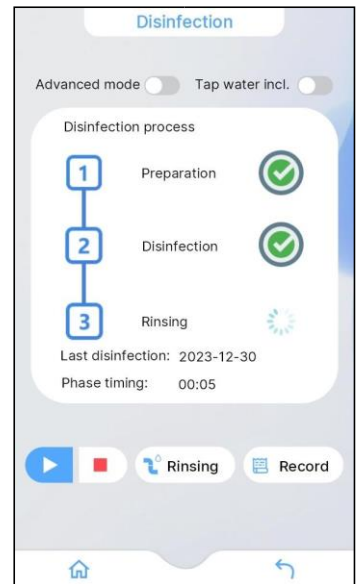 Disinfection
Advanced mode Tap water incl.
Disinfection process
1 Preparation
2 Disinfection
3 Rinsing
Last disinfection: 2023-12-30
Phase timing: 00:05
Rinsing Record